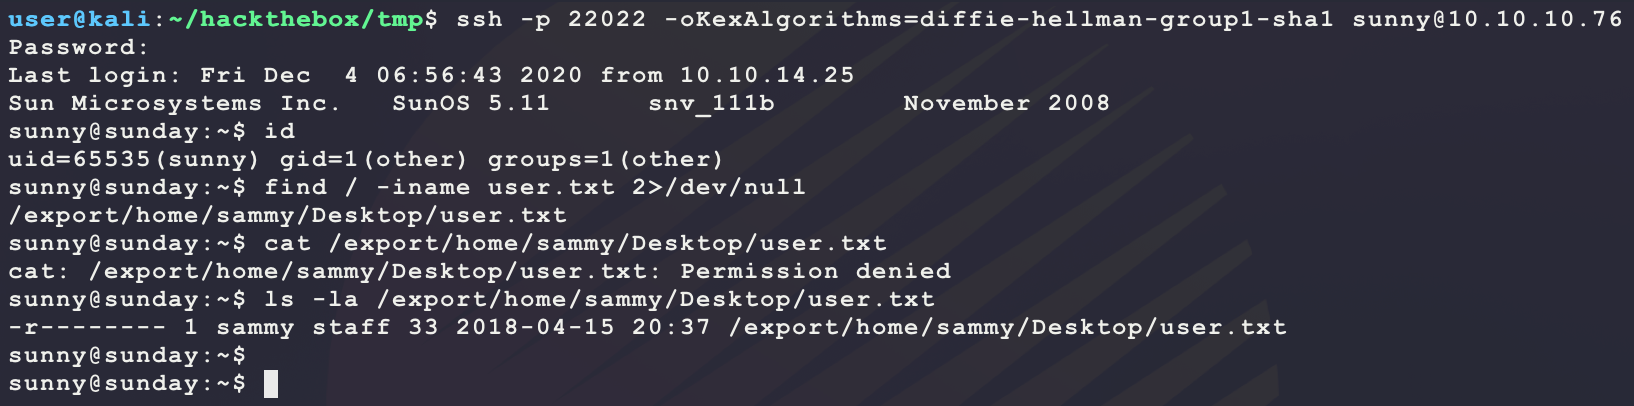 user@kali:~/hackthebox/tmp$ ssh -p 22022 -oKexAlgorithms=diffie-hellman-group1-sha1 sunny@10.10.10.76
Password:
Last login: Fri Dec  4 06:56:43 2020 from 10.10.14.25
Sun Microsystems Inc.   SunOS 5.11      snv_111b        November 2008
sunny@sunday:~$ id
uid=65535(sunny) gid=1(other) groups=1(other)
sunny@sunday:~$ find / -iname user.txt 2>/dev/null
/export/home/sammy/Desktop/user.txt
sunny@sunday:~$ cat /export/home/sammy/Desktop/user.txt
cat: /export/home/sammy/Desktop/user.txt: Permission denied
sunny@sunday:~$ ls -la /export/home/sammy/Desktop/user.txt
-r-------- 1 sammy staff 33 2018-04-15 20:37 /export/home/sammy/Desktop/user.txt
sunny@sunday:~$
sunny@sunday:~$